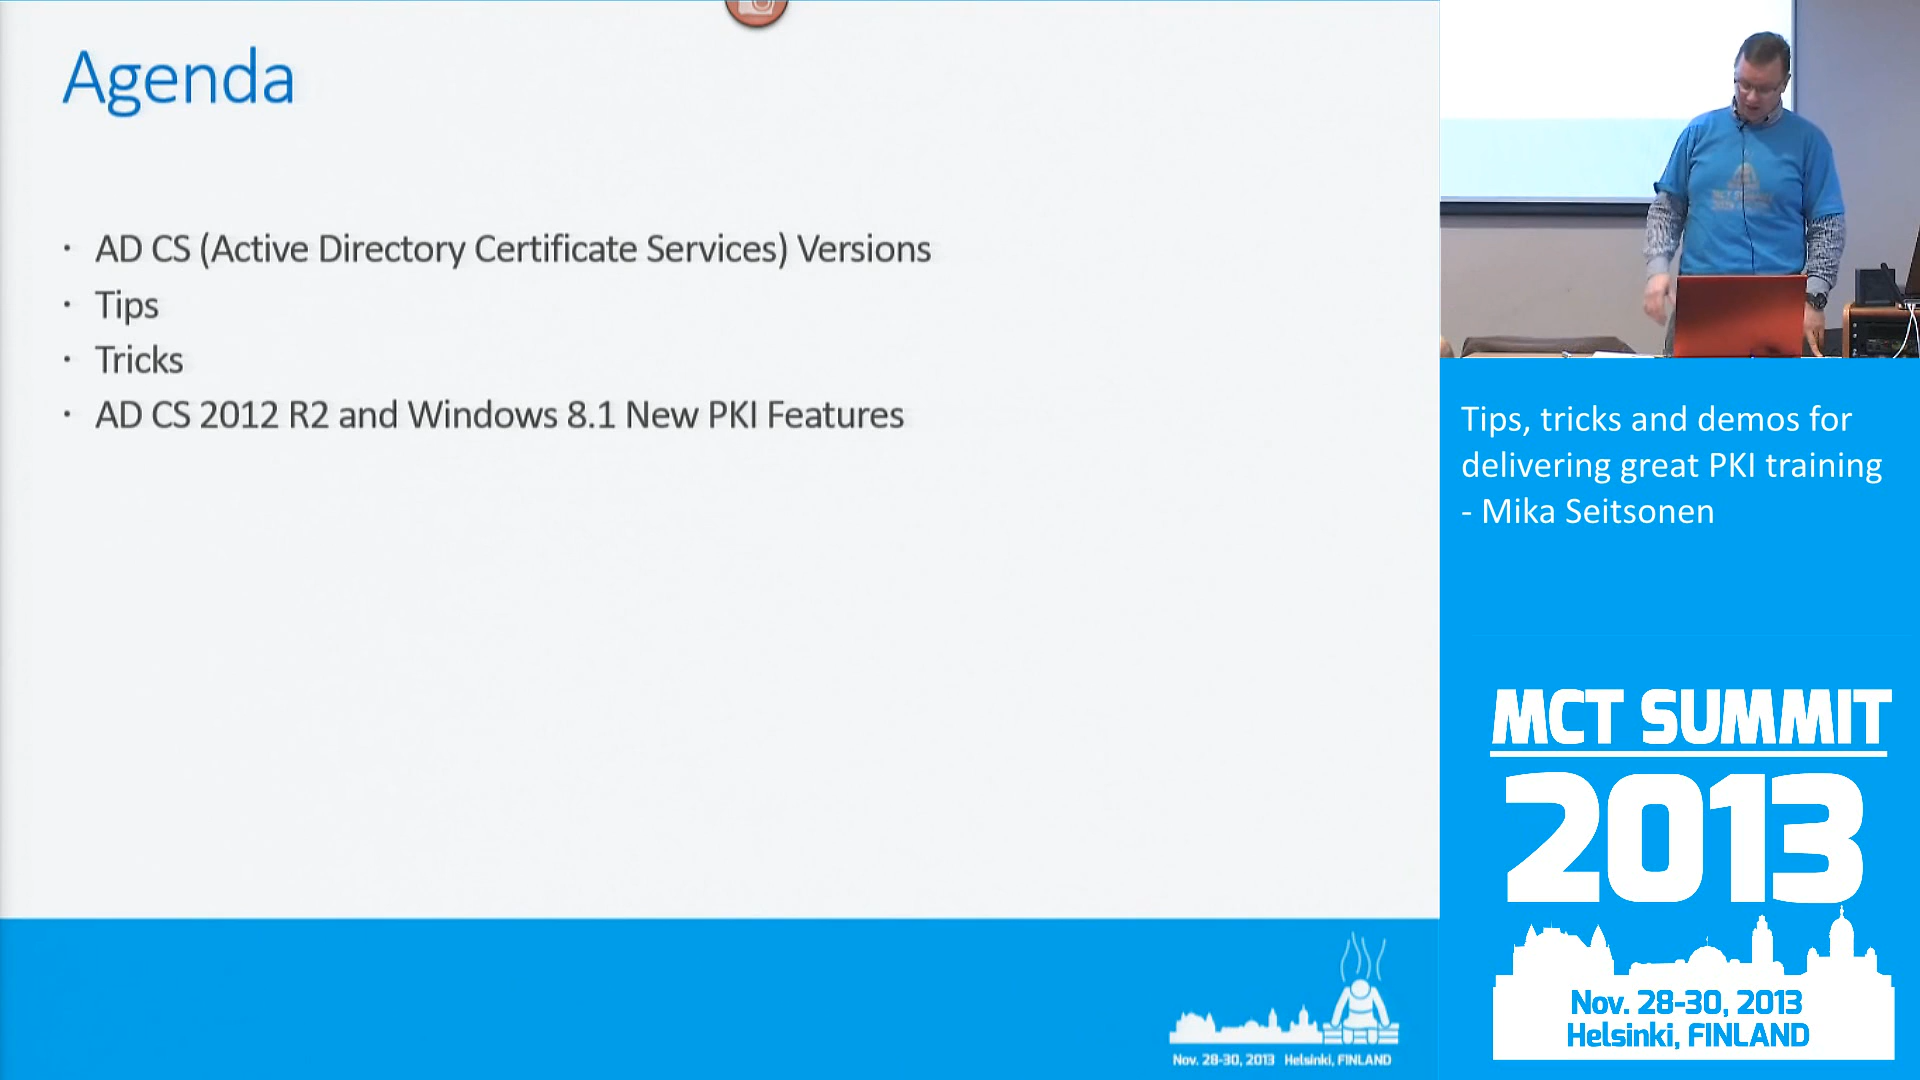 Agenda
· AD CS (Active Directory Certificate Services) Versions
· Tips
· Tricks
· AD CS 2012 R2 and Windows 8.1 New PKI Features
Nov. 28-30, 2013 Helsinki, FINLAND
Tips, tricks and demos for
delivering great PKI training
- Mika Seitsonen
MCT SUMMIT
2013
Nov. 28-30, 2013
Helsinki, FINLAND